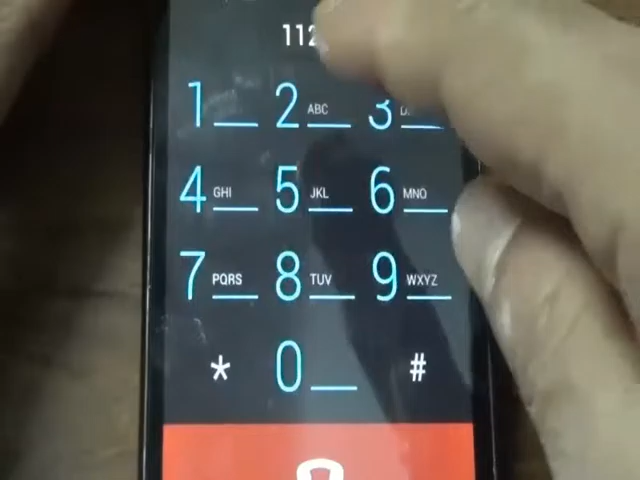 112
1 2 ABC 3
4 GHI 5 JKL 6 MNO
7 PQRS 8 TUV 9 WXYZ
* 0 #